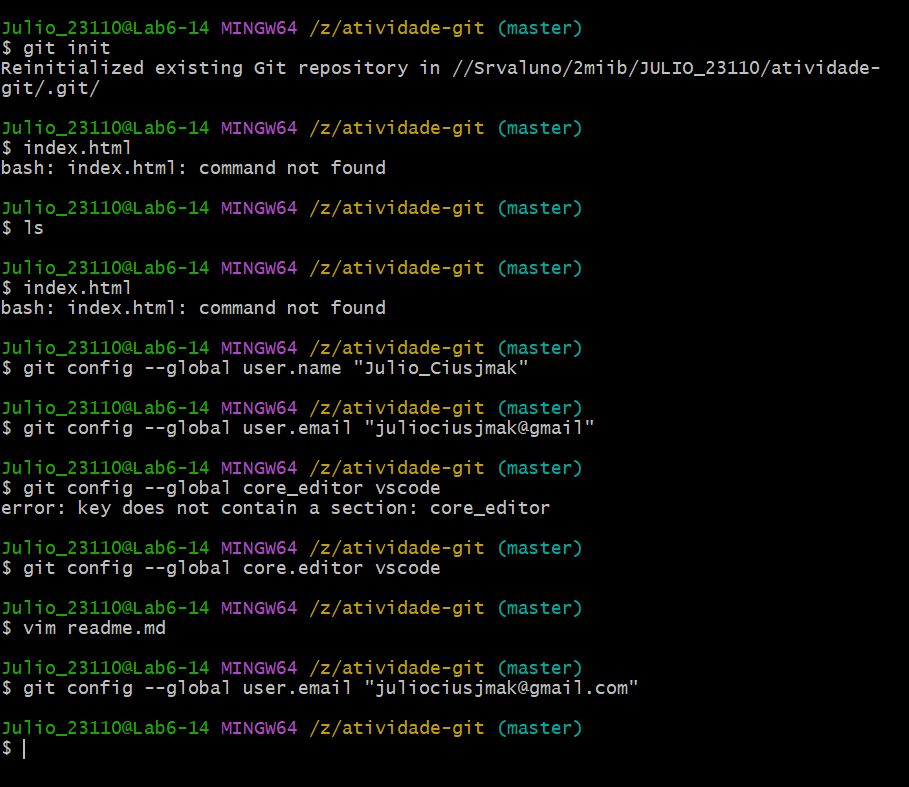 Julio_23110@Lab6-14 MINGW64 /z/atividade-git (master)
$ git init
Reinitialized existing Git repository in //Srvaluno/2miib/JULIO_23110/atividade-
git/.git/
Julio_23110@Lab6-14 MINGW64 /z/atividade-git (master)
$ index.html
bash: index.html: command not found
Julio_23110@Lab6-14 MINGW64 /z/atividade-git (master)
$ ls
Julio_23110@Lab6-14 MINGW64 /z/atividade-git (master)
$ index.html
bash: index.html: command not found
Julio_23110@Lab6-14 MINGW64 /z/atividade-git (master)
$ git config --global user.name "Julio_Ciusjmak"
Julio_23110@Lab6-14 MINGW64 /z/atividade-git (master)
$ git config --global user.email "juliociusjmak@gmail"
Julio_23110@Lab6-14 MINGW64 /z/atividade-git (master)
$ git config --global core_editor vscode
error: key does not contain a section: core_editor
Julio_23110@Lab6-14 MINGW64 /z/atividade-git (master)
$ git config --global core.editor vscode
Julio_23110@Lab6-14 MINGW64 /z/atividade-git (master)
$ vim readme.md
Julio_23110@Lab6-14 MINGW64 /z/atividade-git (master)
$ git config --global user.email "juliociusjmak@gmail.com"
Julio_23110@Lab6-14 MINGW64 /z/atividade-git (master)
$